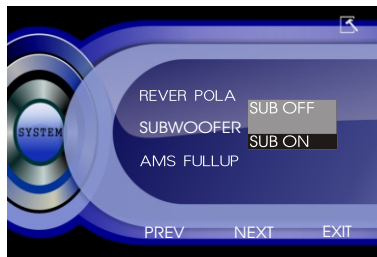 REVER POLA
SUB OFF
SYSTEM
SUBWOOFER
SUB ON
AMS FULLUP
PREV NEXT EXIT